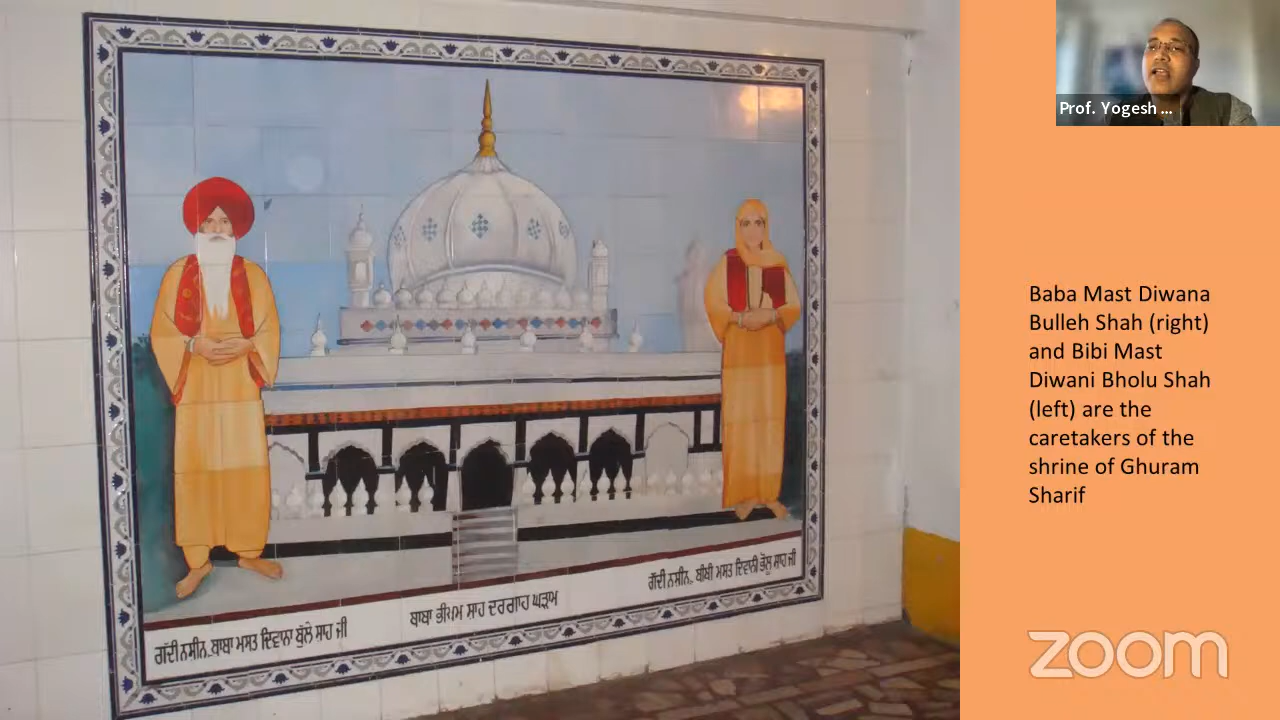 Prof. Yogesh ...
Baba Mast Diwana
Bulleh Shah (right)
and Bibi Mast
Diwani Bholu Shah
(left) are the
caretakers of the
shrine of Ghuram
Sharif
ਗੱਦੀ ਨਸੀਨ.. ਬਾਬਾ ਮਸਤ ਦਿਵਾਨਾ ਬੁੱਲੇ ਸਾਹ ਜੀ
ਬਾਬਾ ਭੀਖਮ ਸਾਹ ਦਰਗਾਹ ਘੜਾਮ
ਗੱਦੀ ਨਸੀਨ.. ਬੀਬੀ ਮਸਤ ਦਿਵਾਨੀ ਭੋਲੂ ਸਾਹ ਜੀ
zoom